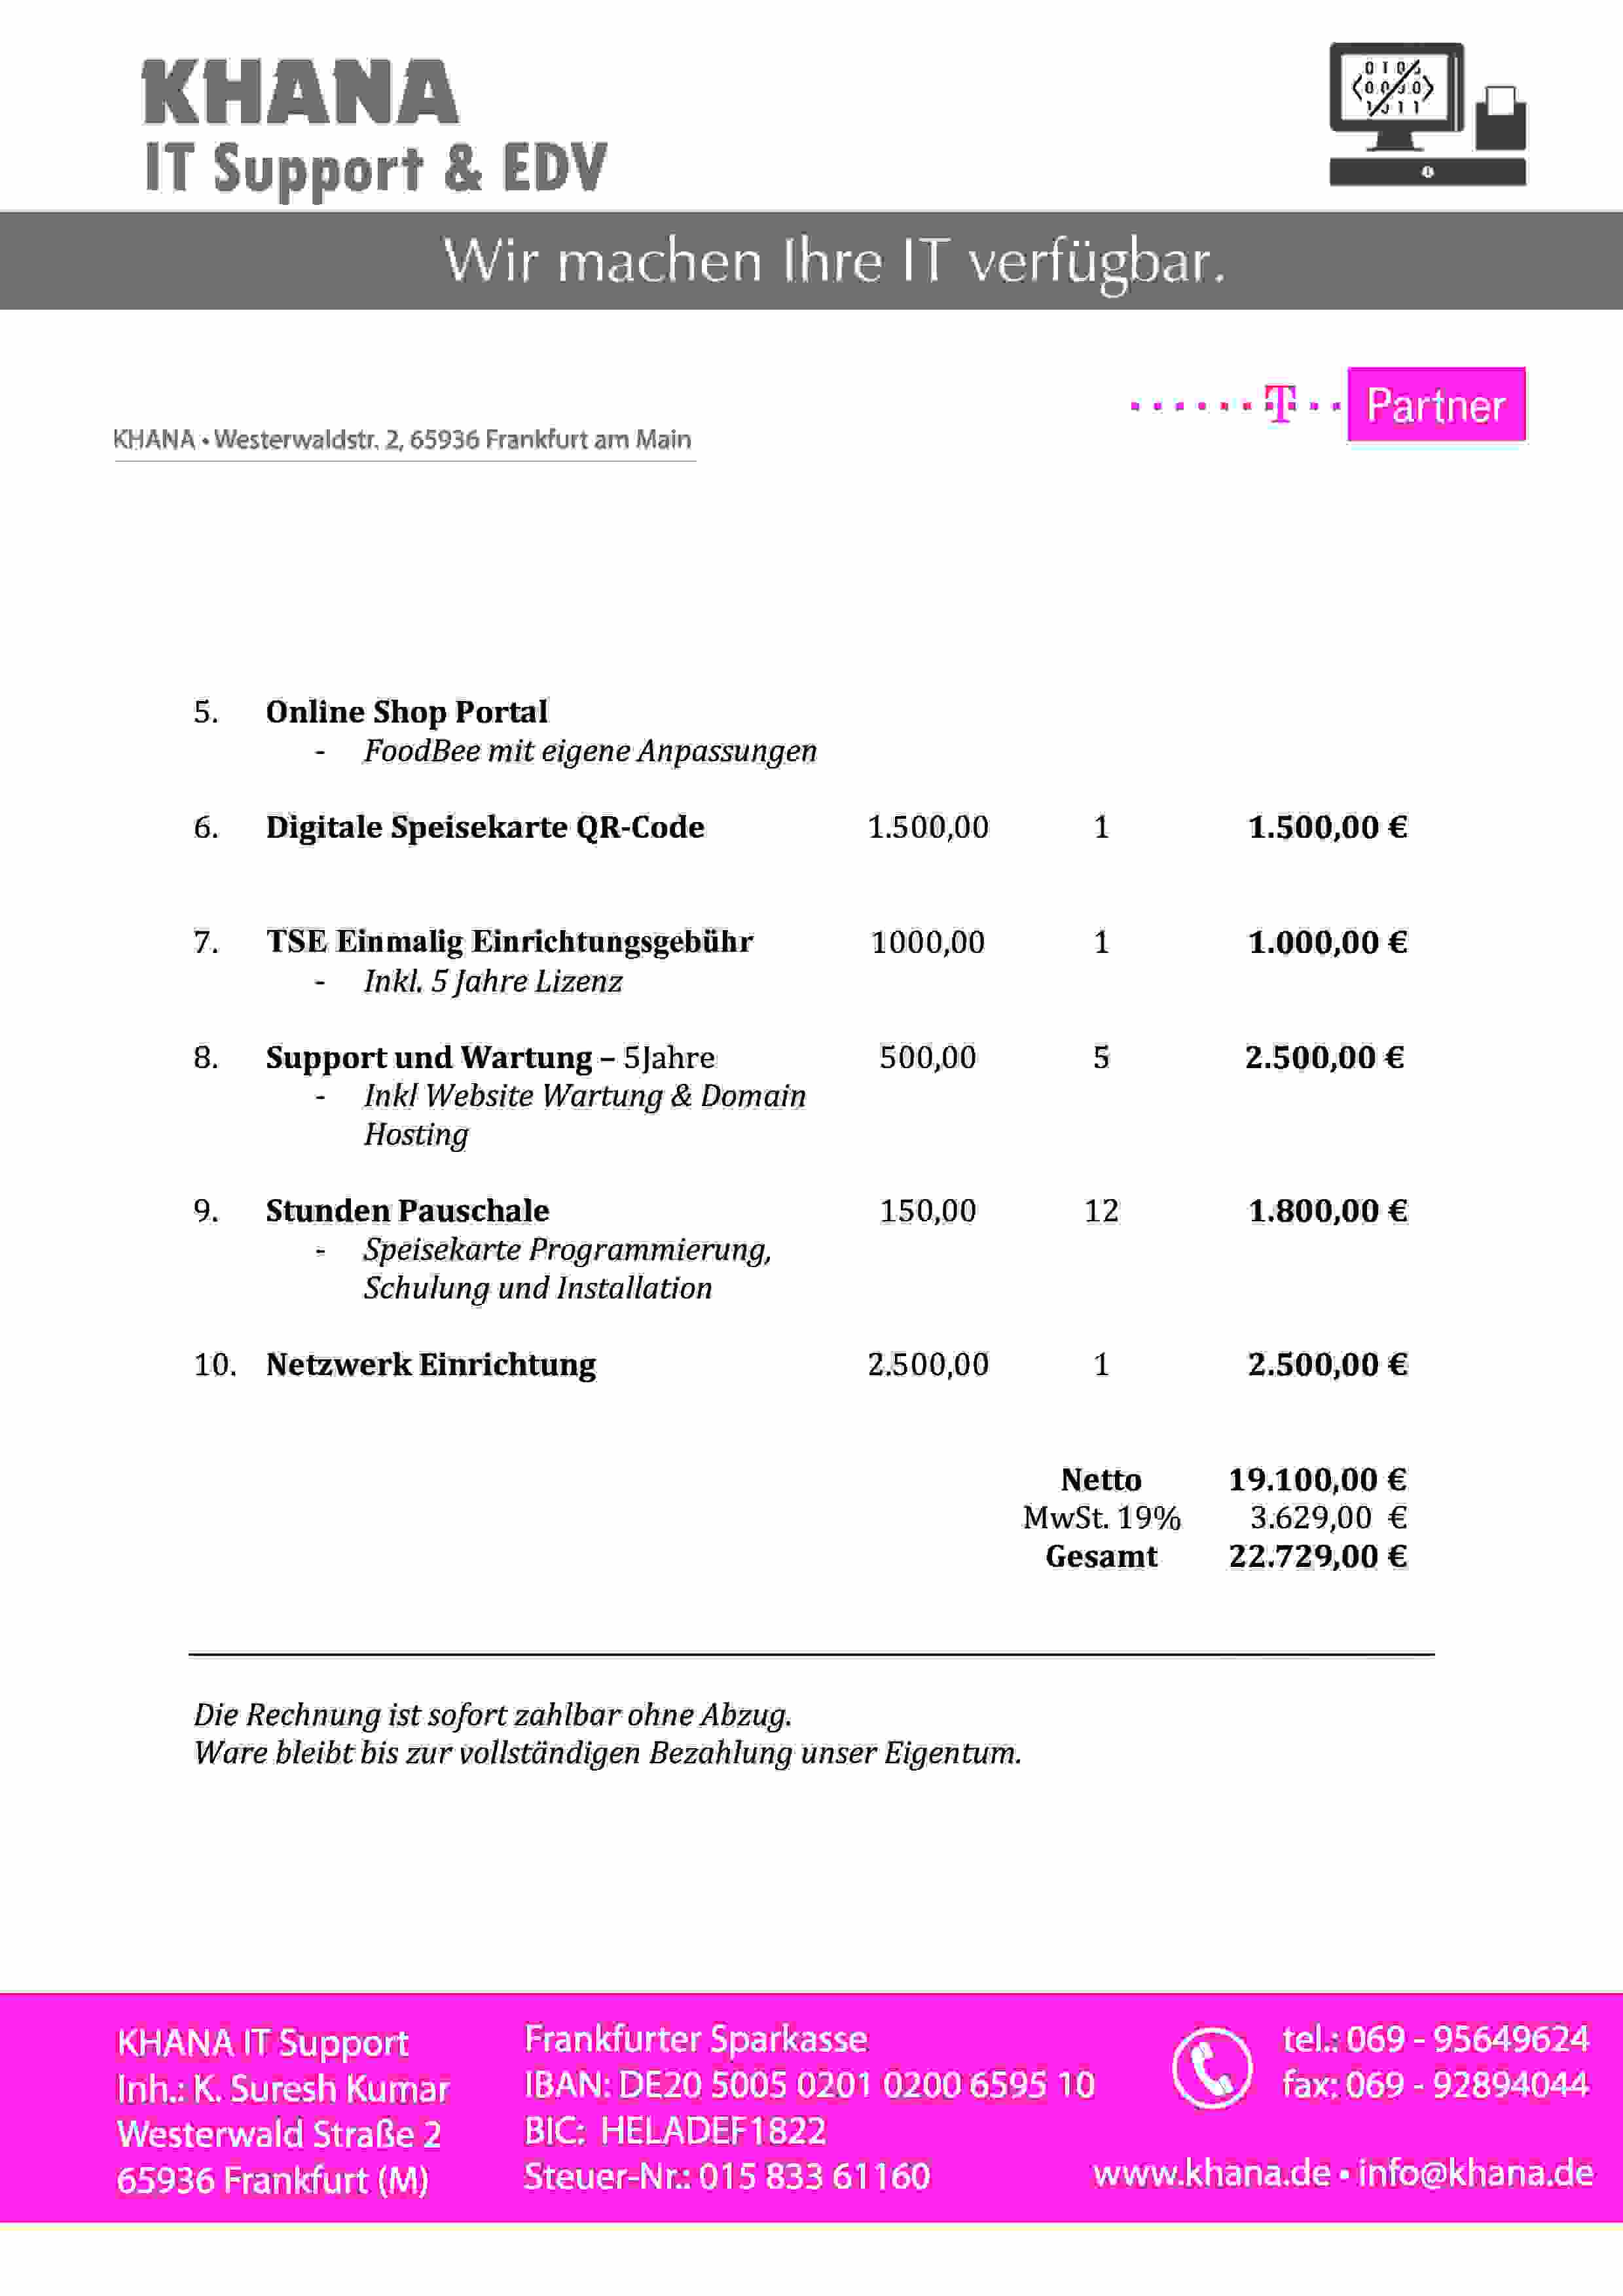 KHANA
IT Support & EDV
Wir machen Ihre IT verfügbar.
T Partner
KHANA • Westerwaldstr. 2, 65936 Frankfurt am Main
5. Online Shop Portal
- FoodBee mit eigene Anpassungen
6. Digitale Speisekarte QR-Code 1.500,00 1 1.500,00 €
7. TSE Einmalig Einrichtungsgebühr 1000,00 1 1.000,00 €
- Inkl. 5 Jahre Lizenz
8. Support und Wartung – 5Jahre 500,00 5 2.500,00 €
- Inkl Website Wartung & Domain
Hosting
9. Stunden Pauschale 150,00 12 1.800,00 €
- Speisekarte Programmierung,
Schulung und Installation
10. Netzwerk Einrichtung 2.500,00 1 2.500,00 €
Netto 19.100,00 €
MwSt. 19% 3.629,00 €
Gesamt 22.729,00 €
Die Rechnung ist sofort zahlbar ohne Abzug.
Ware bleibt bis zur vollständigen Bezahlung unser Eigentum.
KHANA IT Support
Inh.: K. Suresh Kumar
Westerwald Straße 2
65936 Frankfurt (M)
Frankfurter Sparkasse
IBAN: DE20 5005 0201 0200 6595 10
BIC: HELADEF1822
Steuer-Nr.: 015 833 61160
tel.: 069 - 95649624
fax: 069 - 92894044
www.khana.de • info@khana.de